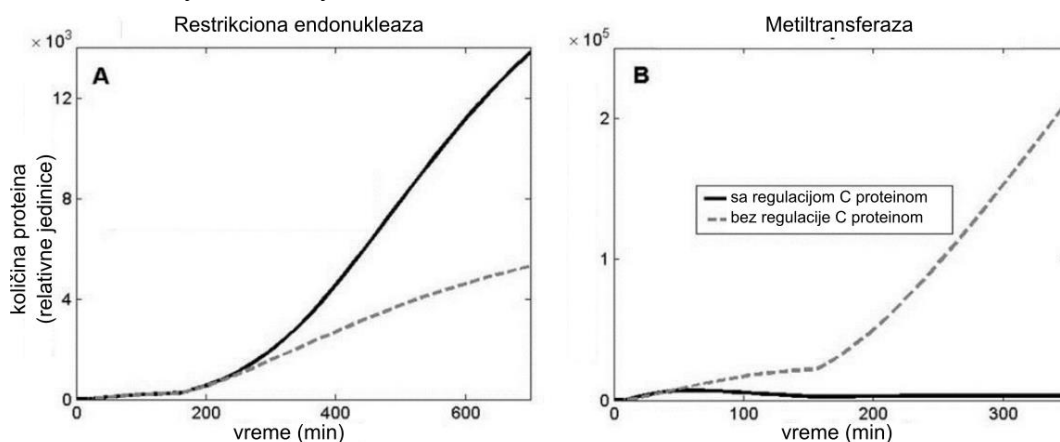 Restrikciona endonukleaza
Metiltransferaza
× 10³
A
12
8
4
0
0 200 400 600
vreme (min)
količina proteina
(relativne jedinice)
× 10⁵
B
2
1
0
0 100 200 300
vreme (min)
sa regulacijom C proteinom
bez regulacije C proteinom